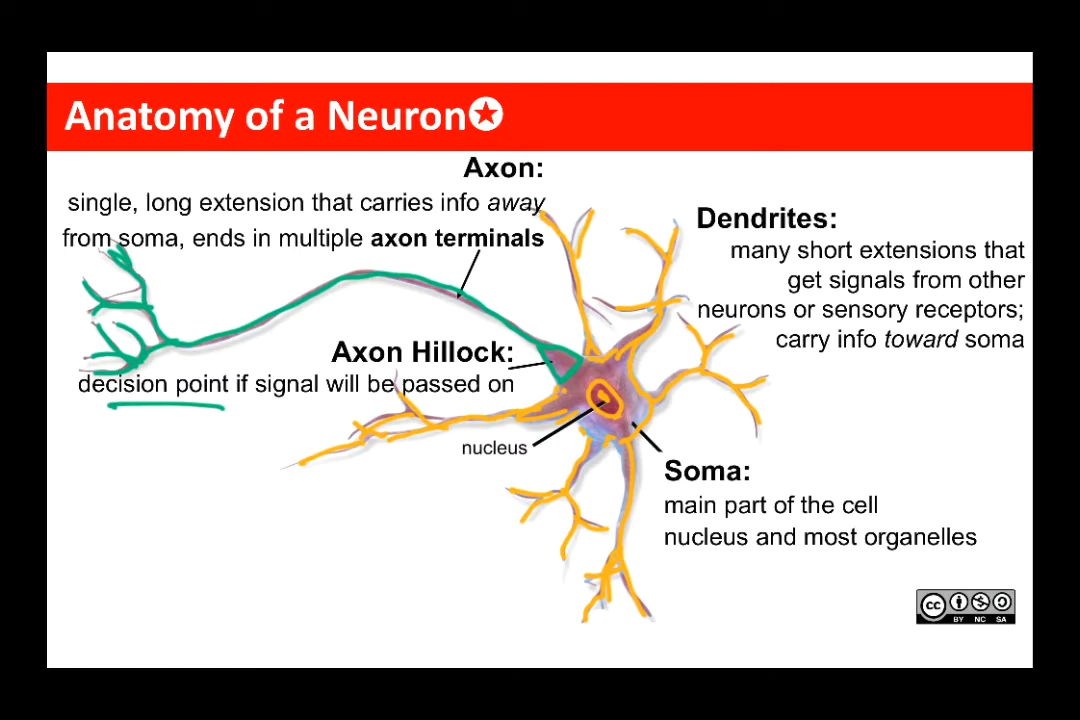 Anatomy of a Neuron
Axon:
single, long extension that carries info away
from soma, ends in multiple axon terminals
Dendrites:
many short extensions that
get signals from other
neurons or sensory receptors;
carry info toward soma
Axon Hillock:
decision point if signal will be passed on
nucleus
Soma:
main part of the cell
nucleus and most organelles
cc
BY NC SA